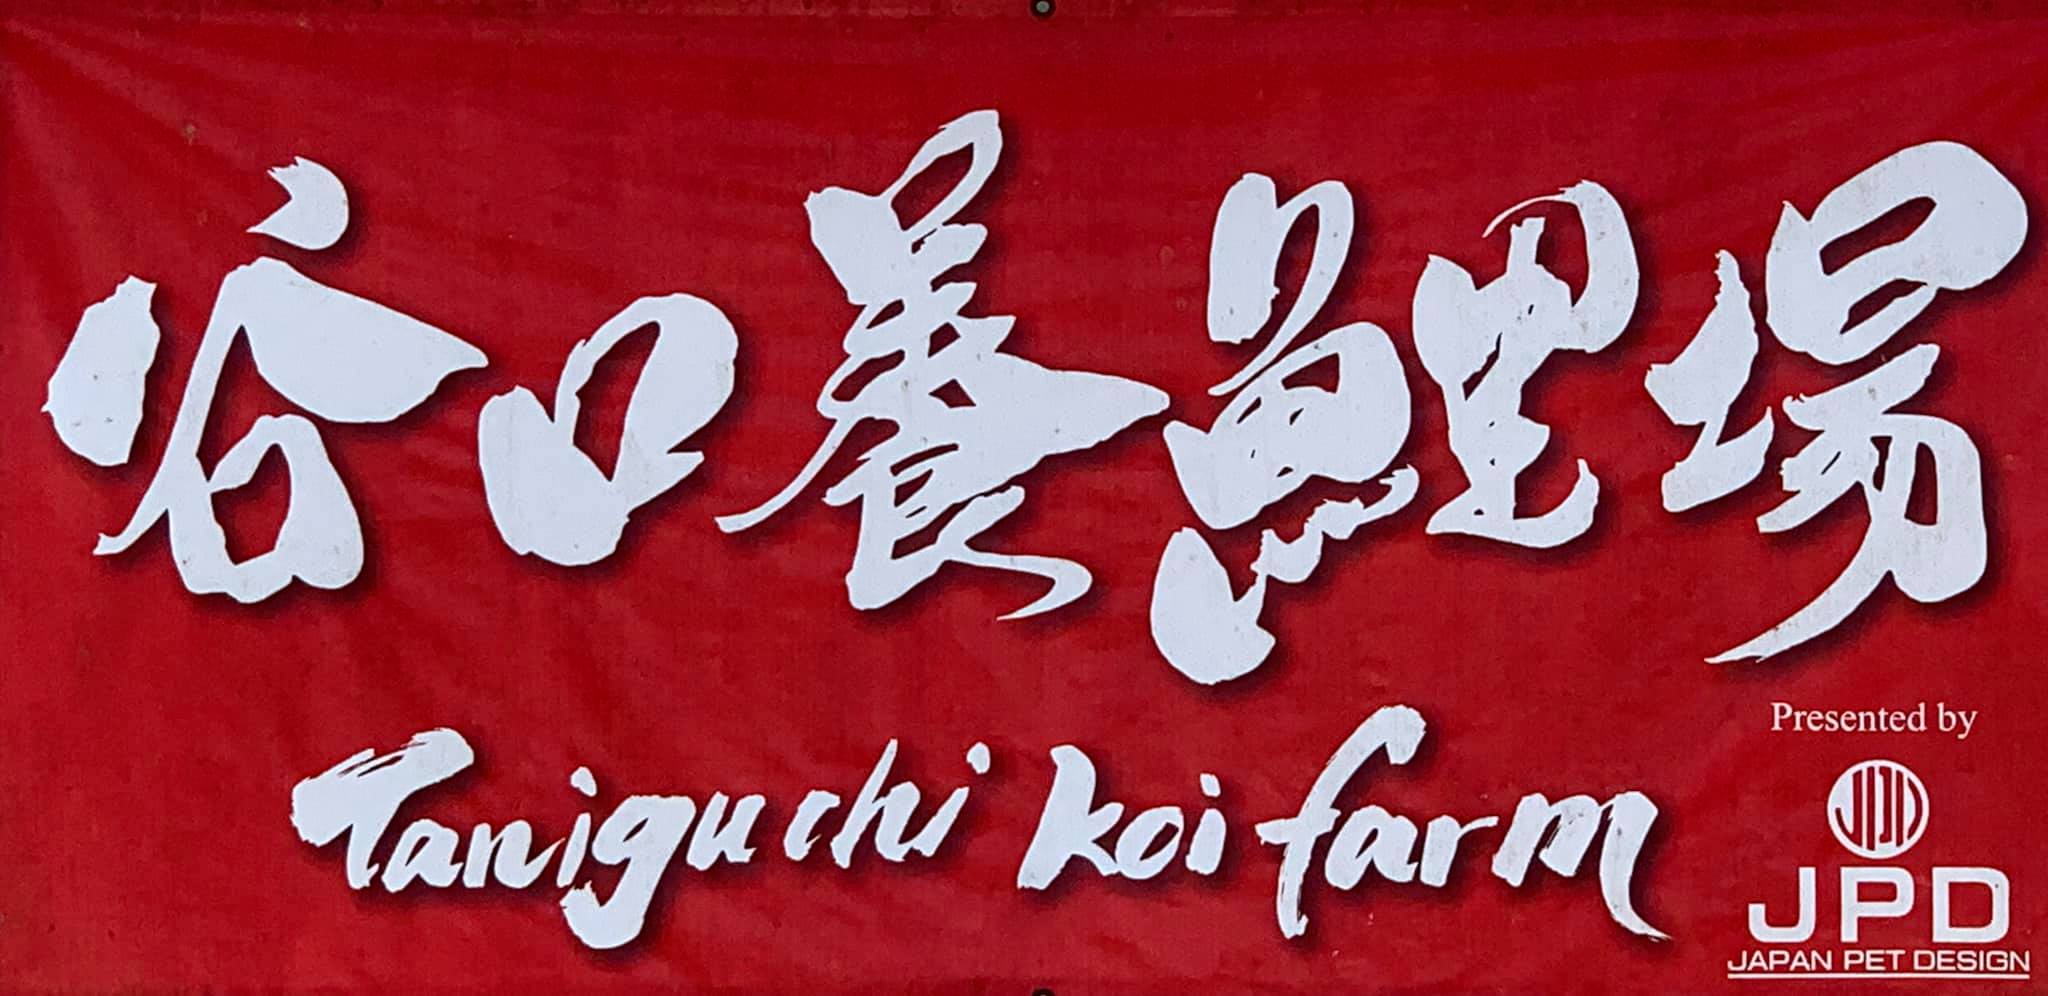 谷口養鯉場
Taniguchi Koi farm
Presented by
JPD
JAPAN PET DESIGN